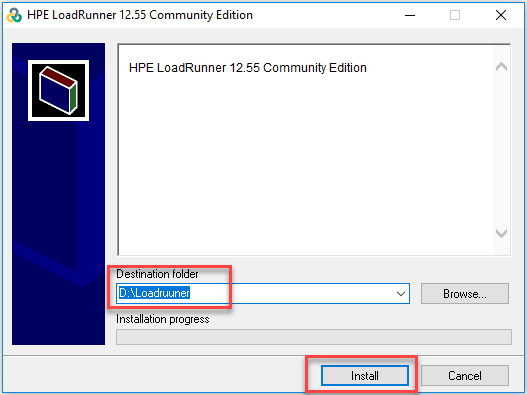 HPE LoadRunner 12.55 Community Edition
HPE LoadRunner 12.55 Community Edition
Destination folder
D:\Loadruuner
Browse...
Installation progress
Install
Cancel